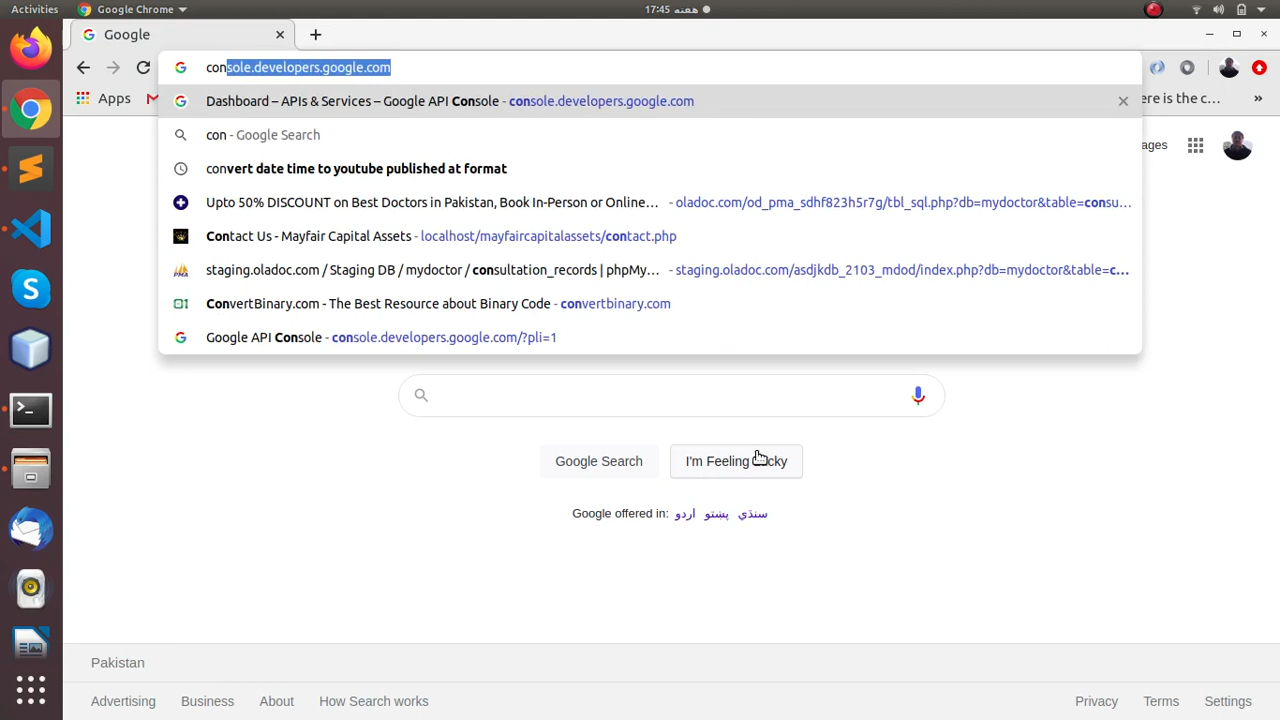 Activities
Google Chrome
17:45 هفته
Google
console.developers.google.com
Apps
ere is the c...
Dashboard – APIs & Services – Google API Console - console.developers.google.com
con - Google Search
convert date time to youtube published at format
Upto 50% DISCOUNT on Best Doctors in Pakistan, Book In-Person or Online... - oladoc.com/od_pma_sdhf823h5r7g/tbl_sql.php?db=mydoctor&table=consu...
Contact Us - Mayfair Capital Assets - localhost/mayfaircapitalassets/contact.php
staging.oladoc.com / Staging DB / mydoctor / consultation_records | phpMy... - staging.oladoc.com/asdjkdb_2103_mdod/index.php?db=mydoctor&table=c...
ConvertBinary.com - The Best Resource about Binary Code - convertbinary.com
Google API Console - console.developers.google.com/?pli=1
ages
Google Search
I'm Feeling Lucky
Google offered in: اردو پښتو سنڌي
Pakistan
Advertising
Business
About
How Search works
Privacy
Terms
Settings